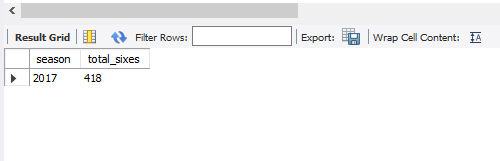 Result Grid Filter Rows: Export: Wrap Cell Content:
season total_sixes
2017 418